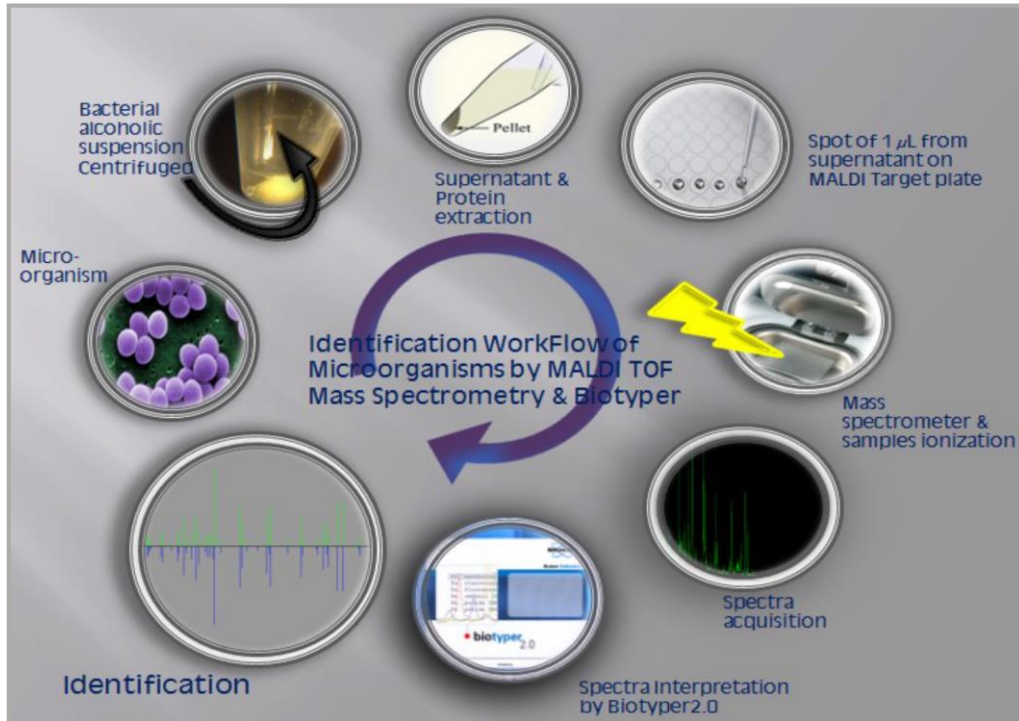 Bacterial
alcoholic
suspension
Centrifuged
Pellet
Supernatant &
Protein
extraction
Spot of 1 μL from
supernatant on
MALDI Target plate
Micro-
organism
Identification WorkFlow of
Microorganisms by MALDI TOF
Mass Spectrometry & Biotyper
Mass
spectrometer &
samples ionization
Spectra
acquisition
biotyper
2.0
Identification
Spectra Interpretation
by Biotyper2.0